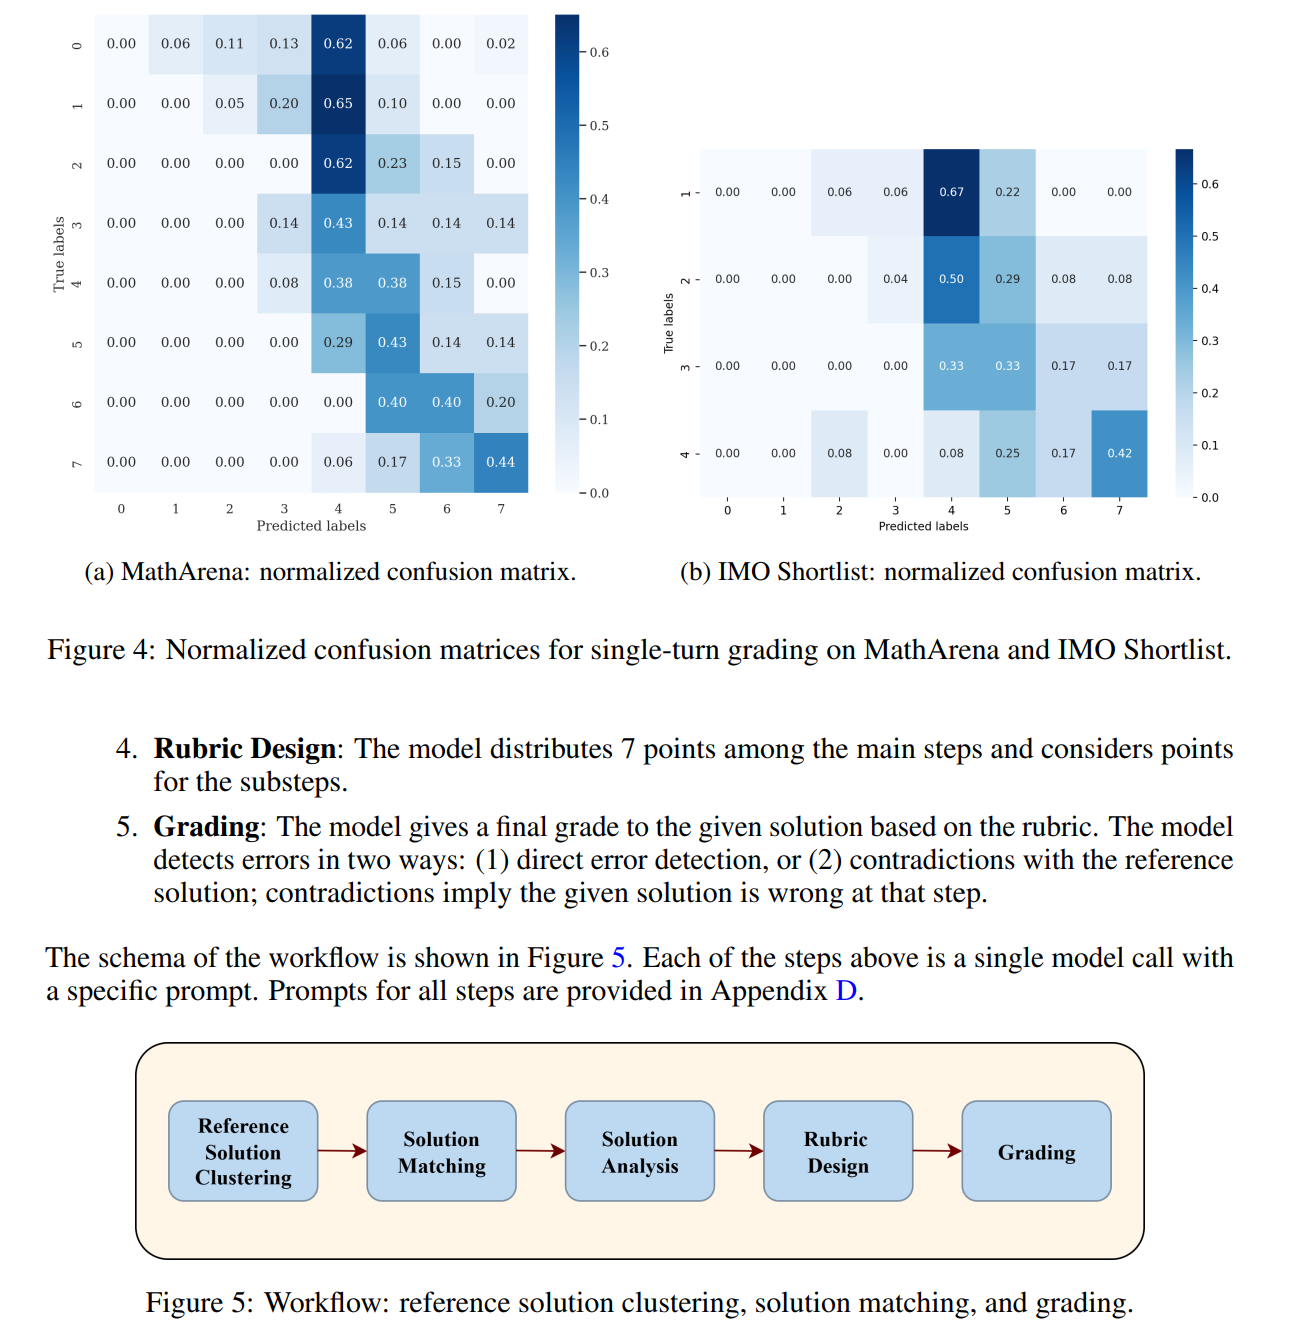 0 0.00 0.06 0.11 0.13 0.62 0.06 0.00 0.02
1 0.00 0.00 0.05 0.20 0.65 0.10 0.00 0.00
2 0.00 0.00 0.00 0.00 0.62 0.23 0.15 0.00
3 0.00 0.00 0.00 0.14 0.43 0.14 0.14 0.14
4 0.00 0.00 0.00 0.08 0.38 0.38 0.15 0.00
5 0.00 0.00 0.00 0.00 0.29 0.43 0.14 0.14
6 0.00 0.00 0.00 0.00 0.00 0.40 0.40 0.20
7 0.00 0.00 0.00 0.00 0.06 0.17 0.33 0.44
True labels
0 1 2 3 4 5 6 7
Predicted labels
0.6
0.5
0.4
0.3
0.2
0.1
0.0
(a) MathArena: normalized confusion matrix.
1 0.00 0.00 0.06 0.06 0.67 0.22 0.00 0.00
2 0.00 0.00 0.00 0.04 0.50 0.29 0.08 0.08
3 0.00 0.00 0.00 0.00 0.33 0.33 0.17 0.17
4 0.00 0.00 0.08 0.00 0.08 0.25 0.17 0.42
True labels
0 1 2 3 4 5 6 7
Predicted labels
0.6
0.5
0.4
0.3
0.2
0.1
0.0
(b) IMO Shortlist: normalized confusion matrix.
Figure 4: Normalized confusion matrices for single-turn grading on MathArena and IMO Shortlist.
4. Rubric Design: The model distributes 7 points among the main steps and considers points
for the substeps.
5. Grading: The model gives a final grade to the given solution based on the rubric. The model
detects errors in two ways: (1) direct error detection, or (2) contradictions with the reference
solution; contradictions imply the given solution is wrong at that step.
The schema of the workflow is shown in Figure 5. Each of the steps above is a single model call with
a specific prompt. Prompts for all steps are provided in Appendix D.
Reference
Solution
Clustering
Solution
Matching
Solution
Analysis
Rubric
Design
Grading
Figure 5: Workflow: reference solution clustering, solution matching, and grading.